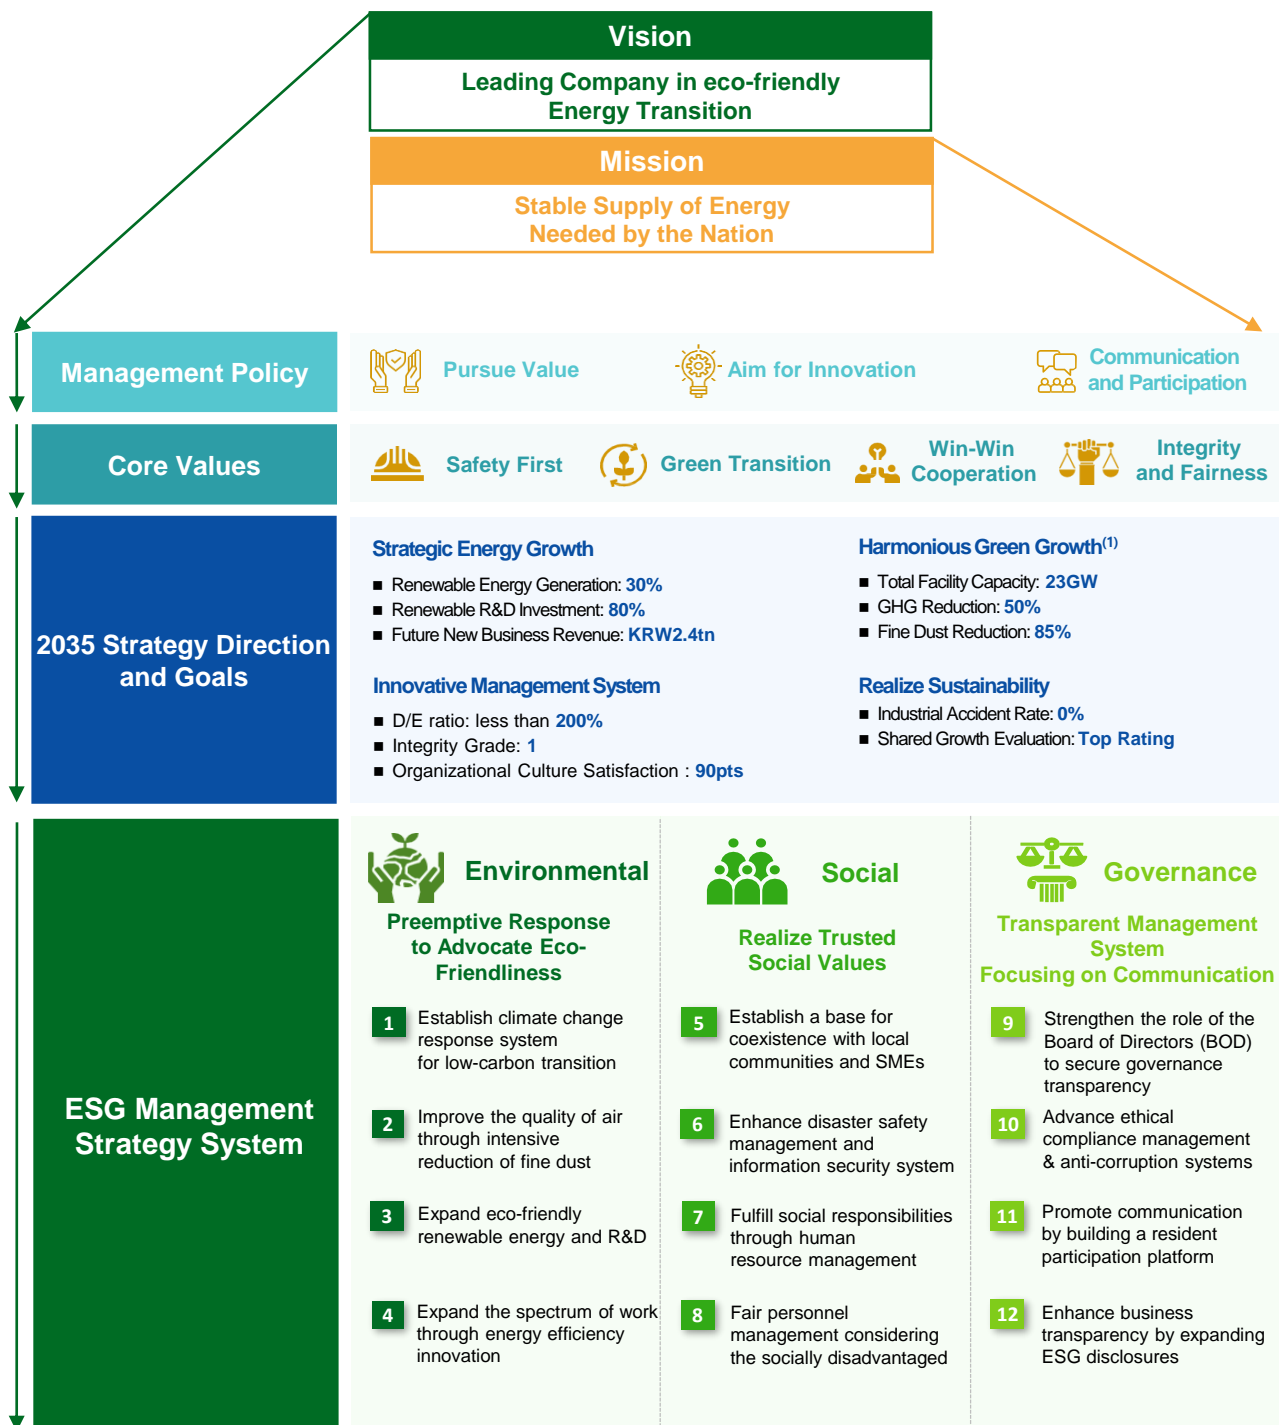 Vision
Leading Company in eco-friendly
Energy Transition
Mission
Stable Supply of Energy
Needed by the Nation
Management Policy
Pursue Value
Aim for Innovation
Communication
and Participation
Core Values
Safety First
Green Transition
Win-Win
Cooperation
Integrity
and Fairness
2035 Strategy Direction
and Goals
Strategic Energy Growth
■ Renewable Energy Generation: 30%
■ Renewable R&D Investment: 80%
■ Future New Business Revenue: KRW2.4tn
Harmonious Green Growth(1)
■ Total Facility Capacity: 23GW
■ GHG Reduction: 50%
■ Fine Dust Reduction: 85%
Innovative Management System
■ D/E ratio: less than 200%
■ Integrity Grade: 1
■ Organizational Culture Satisfaction : 90pts
Realize Sustainability
■ Industrial Accident Rate: 0%
■ Shared Growth Evaluation: Top Rating
ESG Management
Strategy System
Environmental
Preemptive Response
to Advocate Eco-
Friendliness
1 Establish climate change
response system
for low-carbon transition
2 Improve the quality of air
through intensive
reduction of fine dust
3 Expand eco-friendly
renewable energy and R&D
4 Expand the spectrum of work
through energy efficiency
innovation
Social
Realize Trusted
Social Values
5 Establish a base for
coexistence with local
communities and SMEs
6 Enhance disaster safety
management and
information security system
7 Fulfill social responsibilities
through human
resource management
8 Fair personnel
management considering
the socially disadvantaged
Governance
Transparent Management
System
Focusing on Communication
9 Strengthen the role of the
Board of Directors (BOD)
to secure governance
transparency
10 Advance ethical
compliance management
& anti-corruption systems
11 Promote communication
by building a resident
participation platform
12 Enhance business
transparency by expanding
ESG disclosures